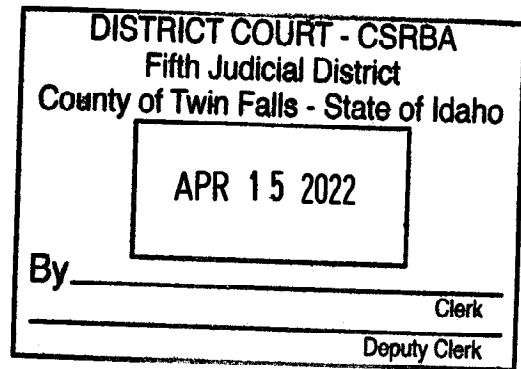 DISTRICT COURT - CSRBA
Fifth Judicial District
County of Twin Falls - State of Idaho
APR 15 2022
By
Clerk
Deputy Clerk